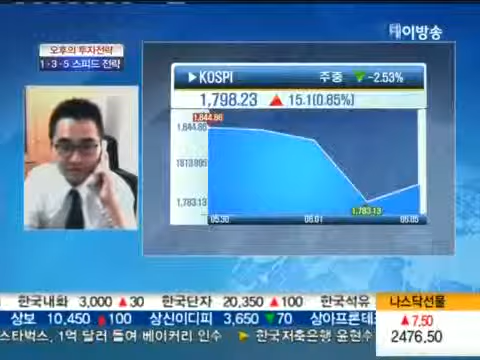 테이방송
오후의 투자전략
1·3·5 스피드 전략
▶KOSPI 주중 ▼-2.53%
1,798.23 ▲ 15.1(0.85%)
1,844.86
1,844.86
1813.995
1,783.13
1,783.13
05.30 06.01 06.05
한국내화 3,000 ▲30 한국단자 20,350 ▲100 한국석유
나스닥선물
상보 10,450 100 상신이디피 3,650 ▼70 상아프론테
▲7.50
스타벅스, 1억 달러 들여 베이커리 인수 ▶ 한국저축은행 윤현수
2476.50